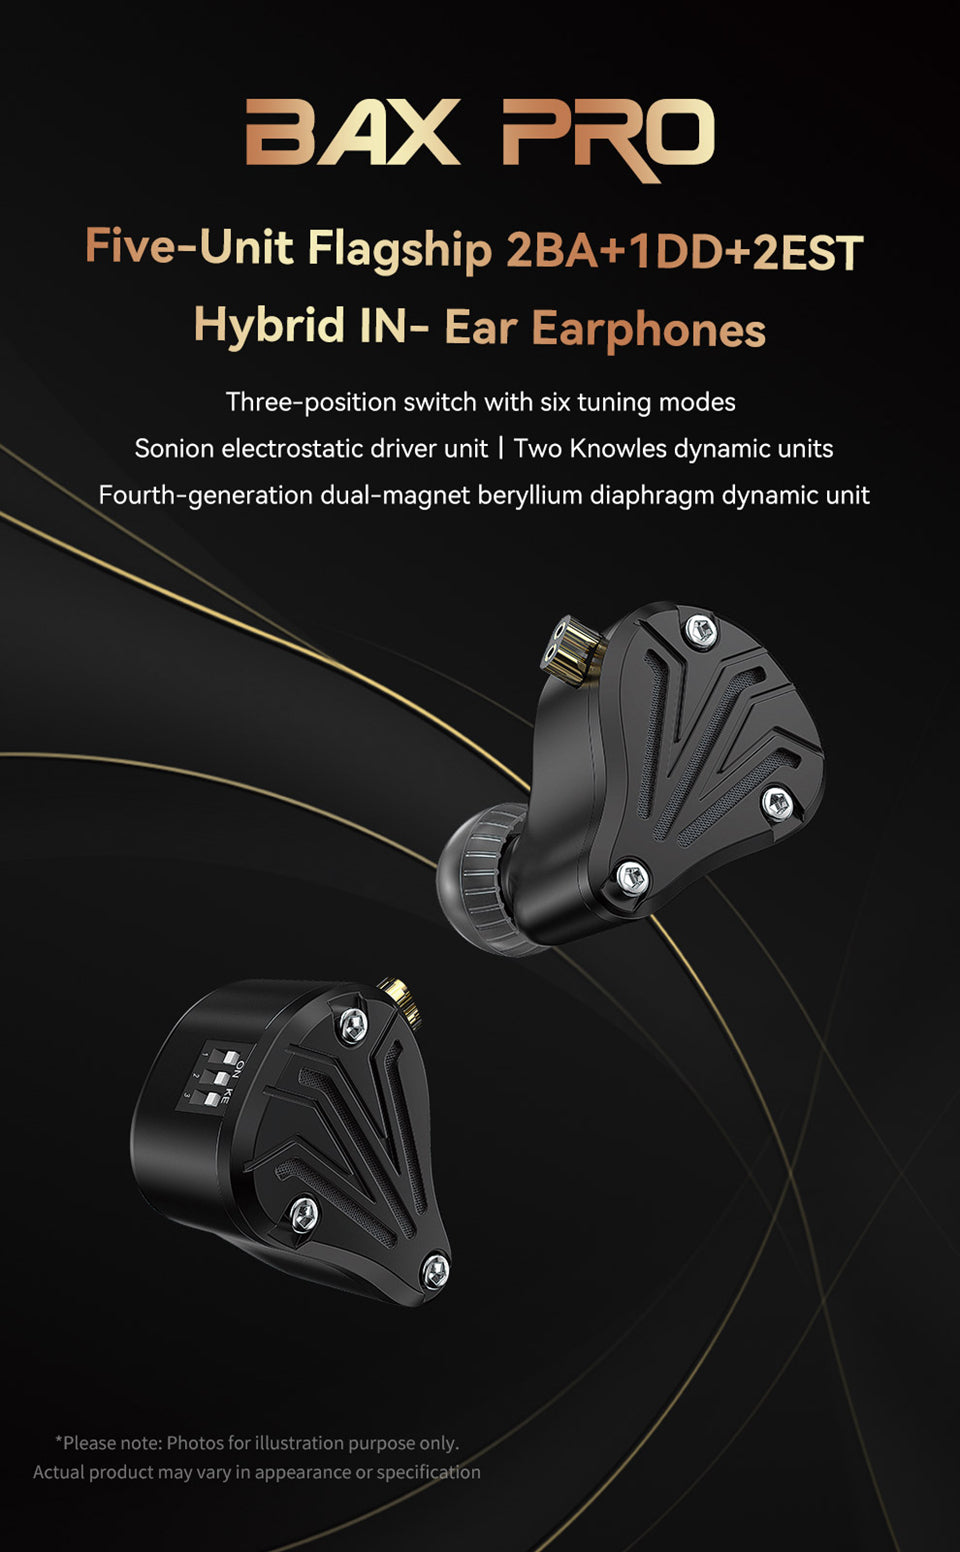 BAX PRO
Five-Unit Flagship 2BA+1DD+2EST
Hybrid IN- Ear Earphones
Three-position switch with six tuning modes
Sonion electrostatic driver unit | Two Knowles dynamic units
Fourth-generation dual-magnet beryllium diaphragm dynamic unit
ON KE
1
2
3
*Please note: Photos for illustration purpose only.
Actual product may vary in appearance or specification